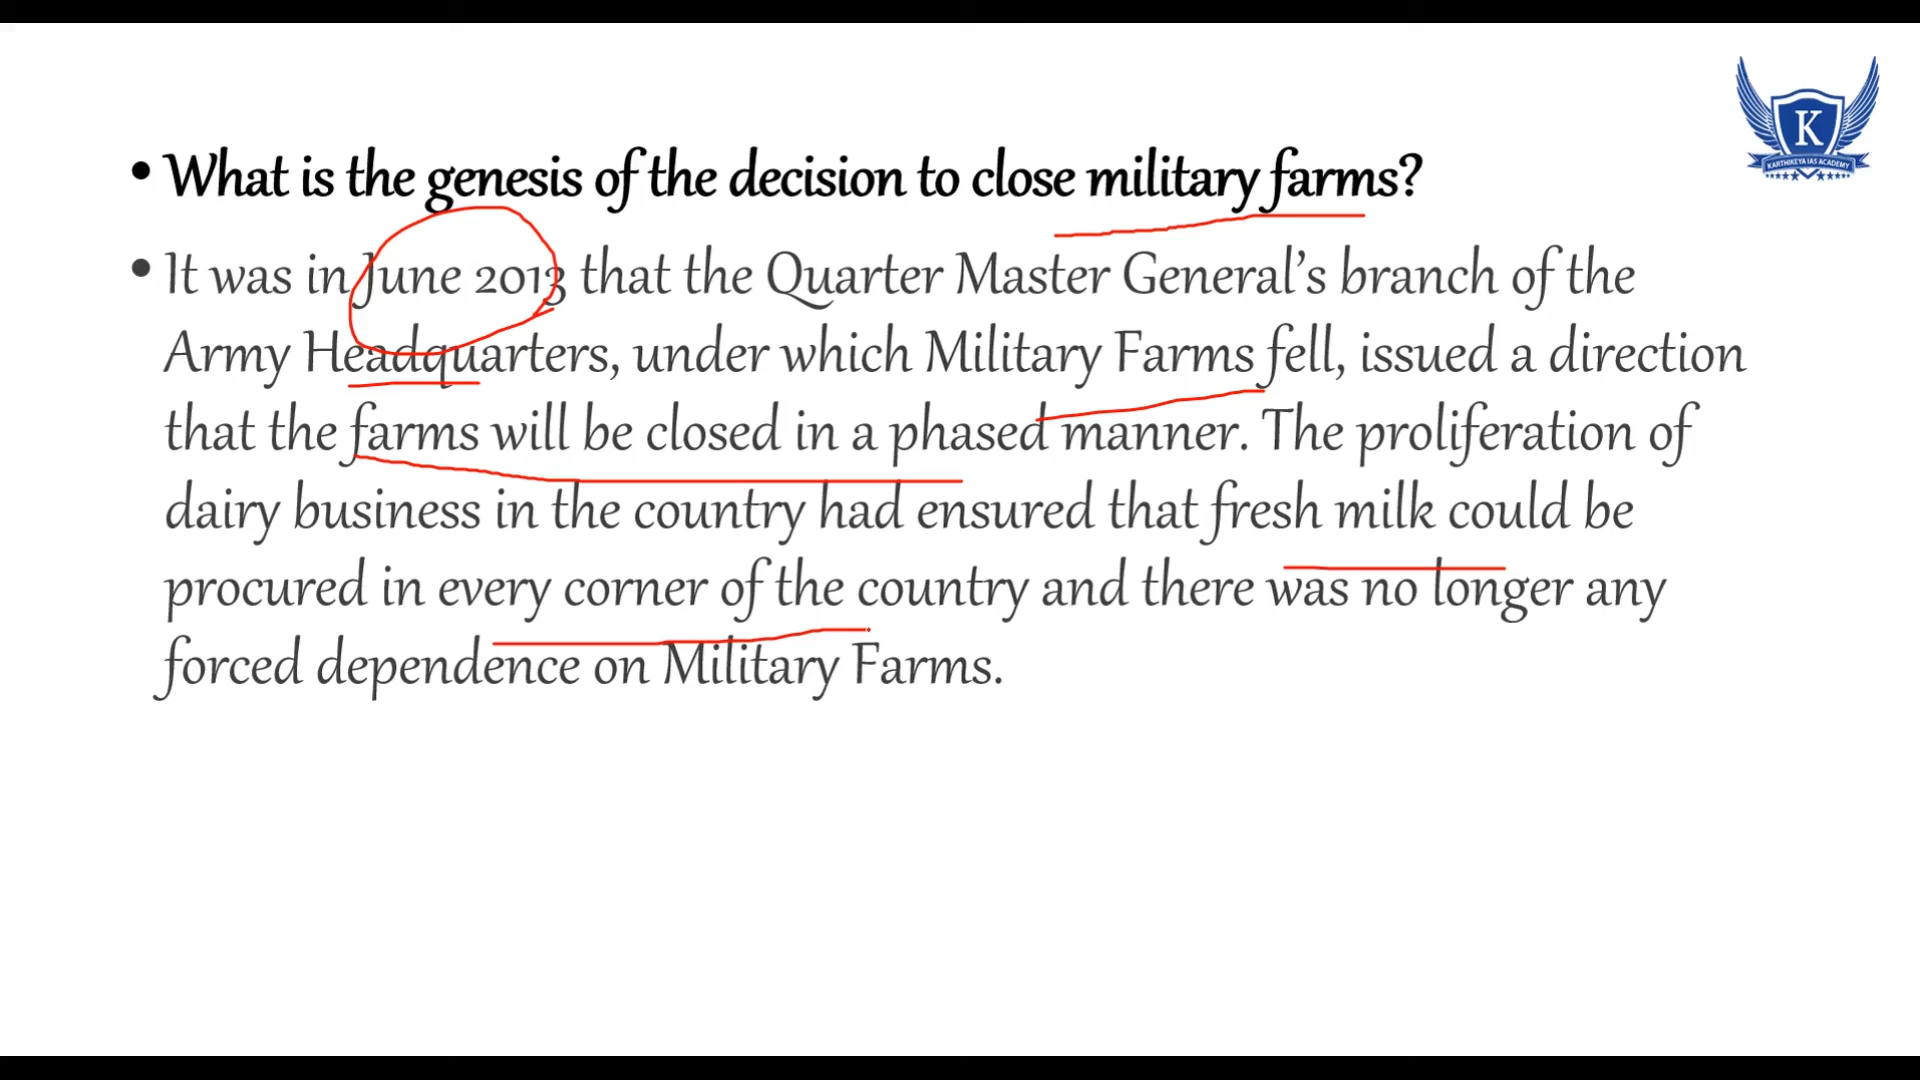 • What is the genesis of the decision to close military farms?
• It was in June 2013 that the Quarter Master General’s branch of the
Army Headquarters, under which Military Farms fell, issued a direction
that the farms will be closed in a phased manner. The proliferation of
dairy business in the country had ensured that fresh milk could be
procured in every corner of the country and there was no longer any
forced dependence on Military Farms.
K
KARTHIKEYA IAS ACADEMY